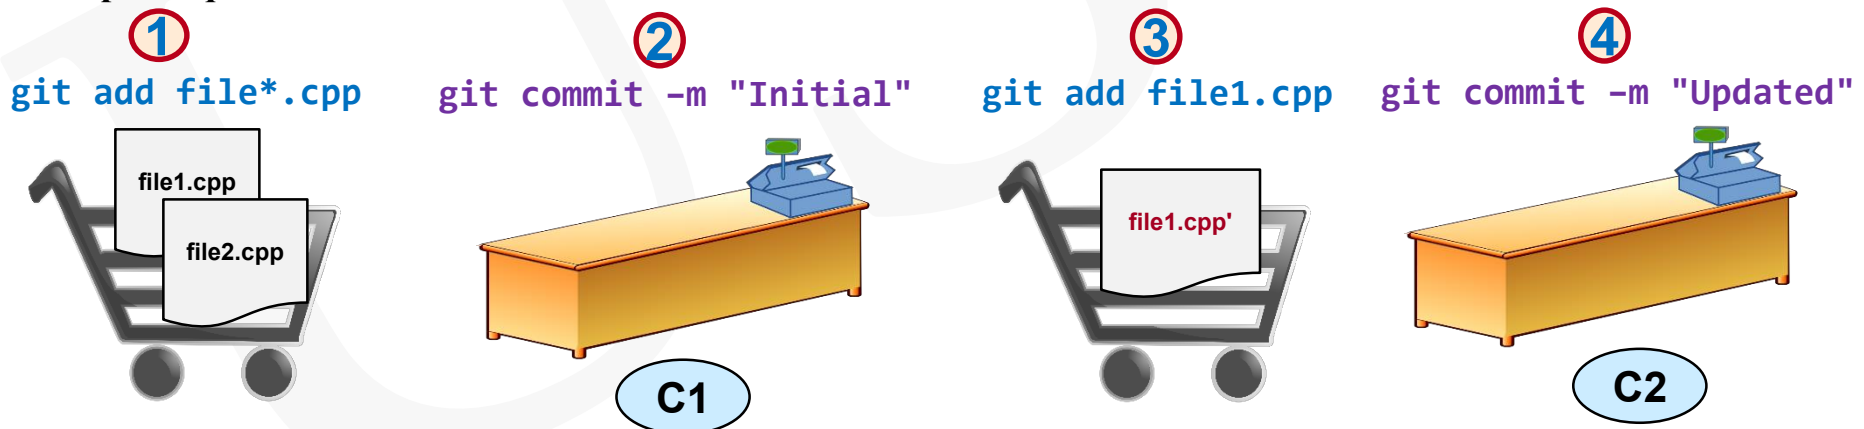 1
git add file*.cpp
file1.cpp
file2.cpp
2
git commit –m "Initial"
C1
3
git add file1.cpp
file1.cpp'
4
git commit –m "Updated"
C2